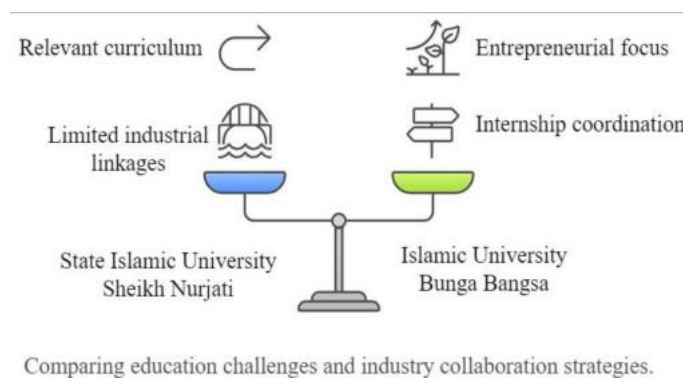 Relevant curriculum
Entrepreneurial focus
Limited industrial
linkages
Internship coordination
State Islamic University
Sheikh Nurjati
Islamic University
Bunga Bangsa
Comparing education challenges and industry collaboration strategies.